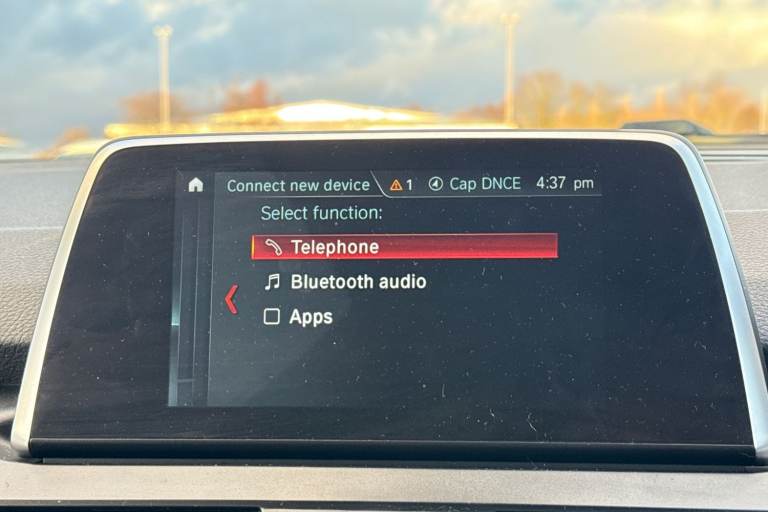 Connect new device 1 Cap DNCE 4:37 pm
Select function:
Telephone
Bluetooth audio
Apps